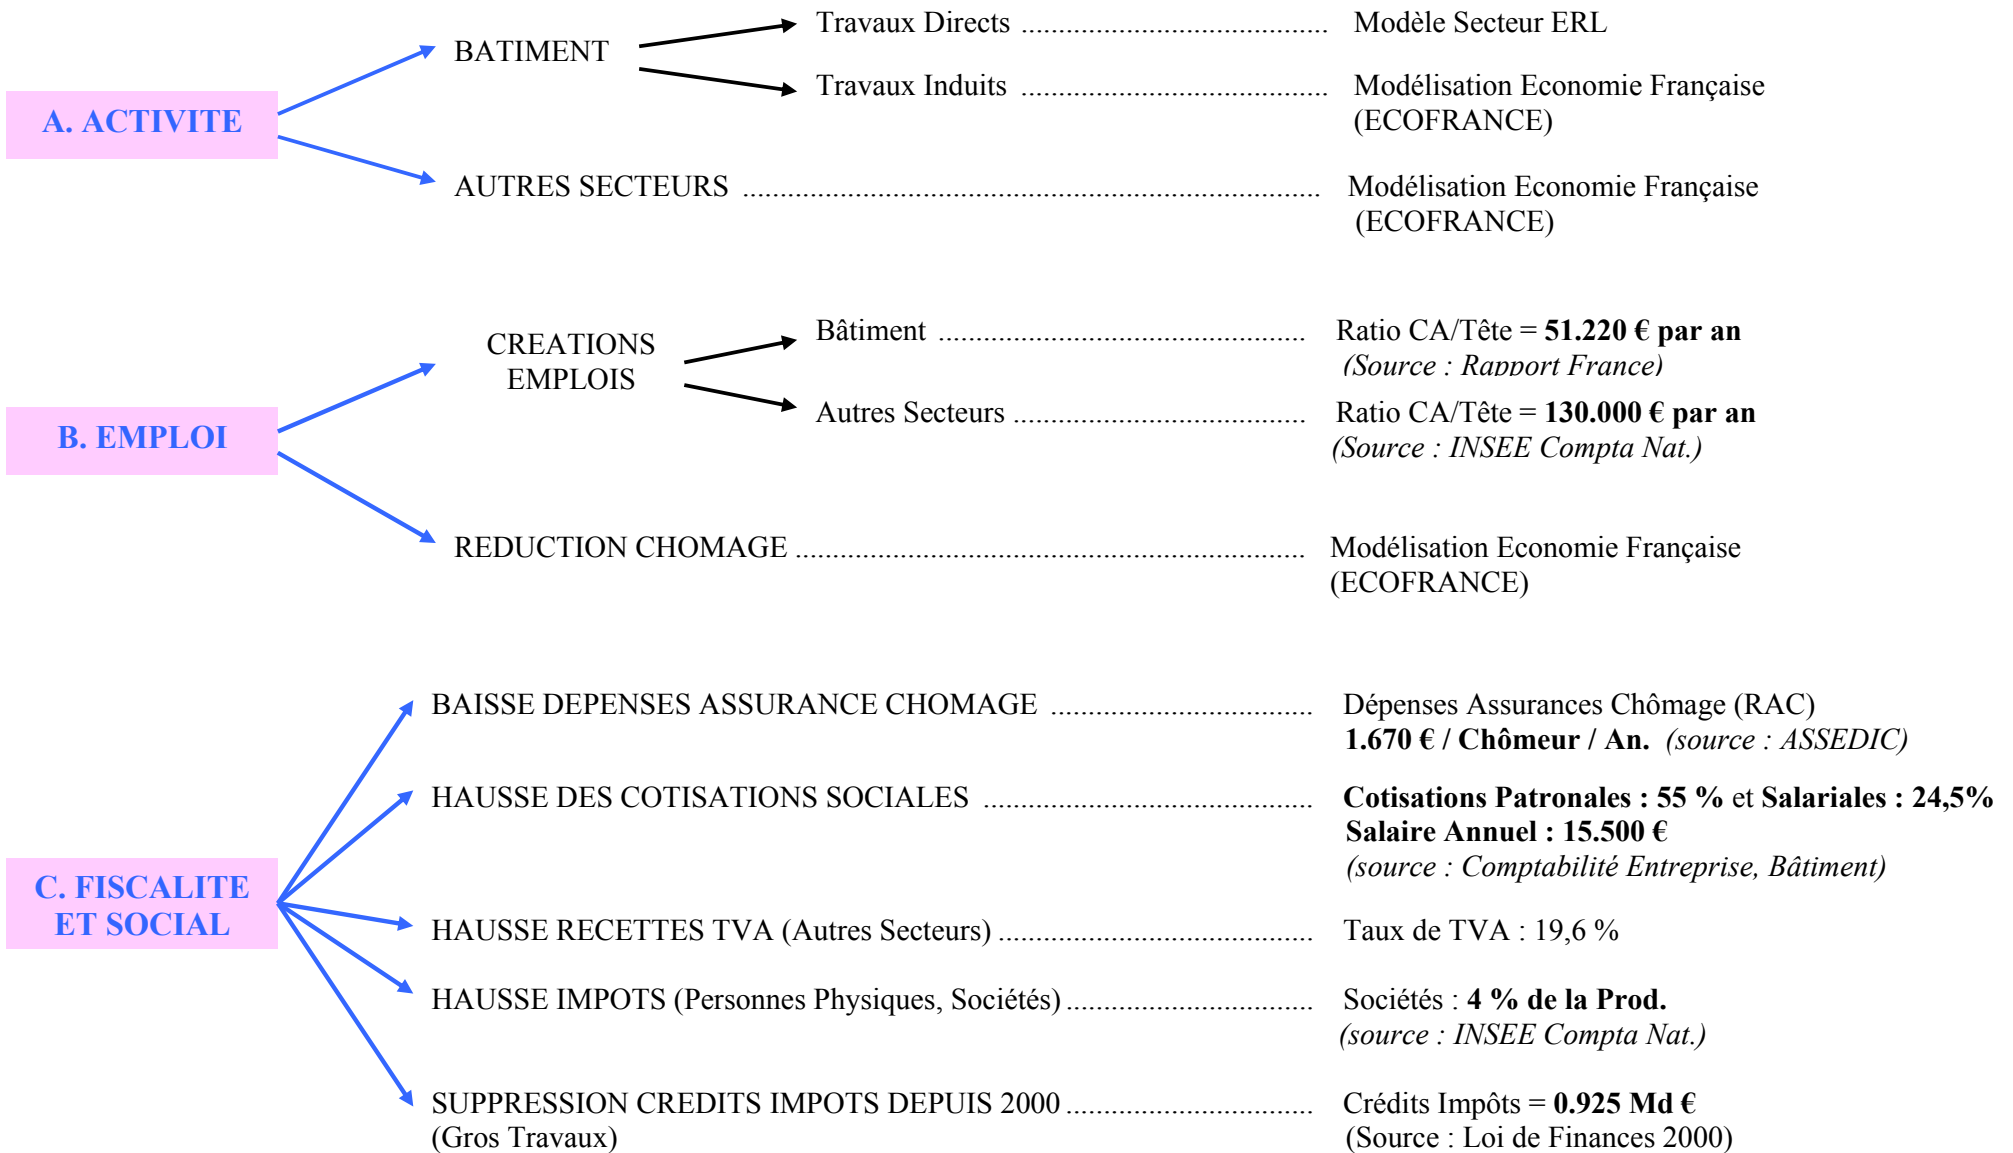 A. ACTIVITE
BATIMENT
Travaux Directs ......................................... Modèle Secteur ERL
Travaux Induits ......................................... Modélisation Economie Française
(ECOFRANCE)
AUTRES SECTEURS .............................................................................. Modélisation Economie Française
(ECOFRANCE)
B. EMPLOI
CREATIONS
EMPLOIS
Bâtiment ................................................. Ratio CA/Tête = 51.220 € par an
(Source : Rapport France)
Autres Secteurs ....................................... Ratio CA/Tête = 130.000 € par an
(Source : INSEE Compta Nat.)
REDUCTION CHOMAGE ..................................................................... Modélisation Economie Française
(ECOFRANCE)
C. FISCALITE
ET SOCIAL
BAISSE DEPENSES ASSURANCE CHOMAGE ................................... Dépenses Assurances Chômage (RAC)
1.670 € / Chômeur / An. (source : ASSEDIC)
HAUSSE DES COTISATIONS SOCIALES ............................................ Cotisations Patronales : 55 % et Salariales : 24,5%
Salaire Annuel : 15.500 €
(source : Comptabilité Entreprise, Bâtiment)
HAUSSE RECETTES TVA (Autres Secteurs) .......................................... Taux de TVA : 19,6 %
HAUSSE IMPOTS (Personnes Physiques, Sociétés) ................................. Sociétés : 4 % de la Prod.
(source : INSEE Compta Nat.)
SUPPRESSION CREDITS IMPOTS DEPUIS 2000 ................................. Crédits Impôts = 0.925 Md €
(Gros Travaux) (Source : Loi de Finances 2000)